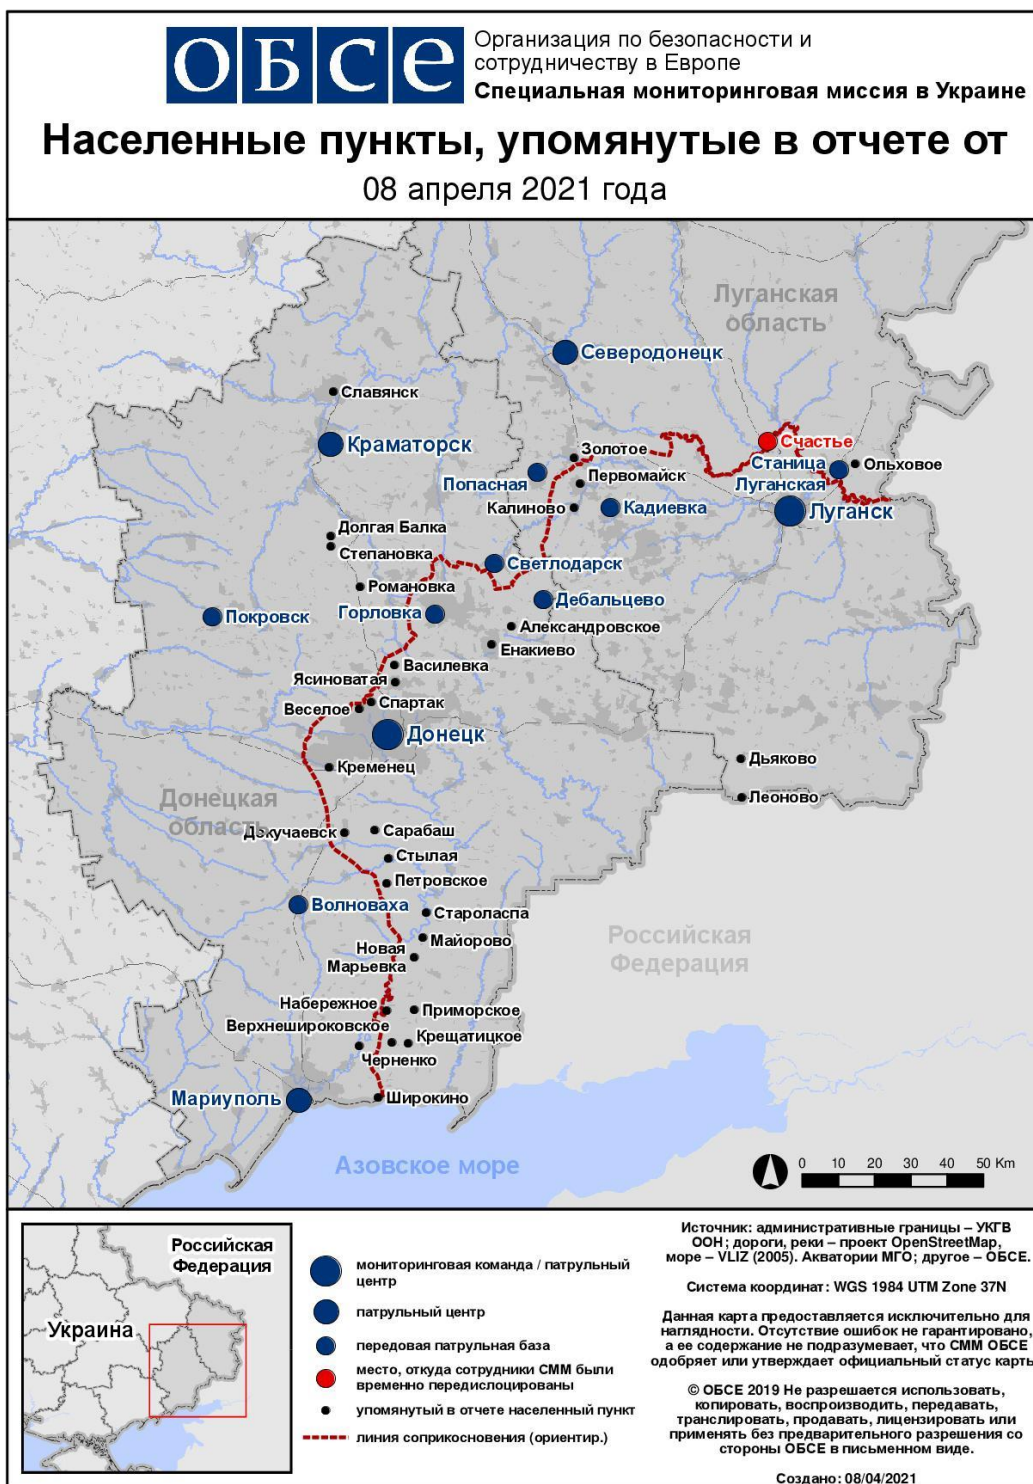 ОБСЕ
Организация по безопасности и
сотрудничеству в Европе
Специальная мониторинговая миссия в Украине
Населенные пункты, упомянутые в отчете от
08 апреля 2021 года
Луганская
область
Северодонецк
Славянск
Краматорск
Счастье
Золотое
Станица
Луганская
Ольховое
Попасная
Первомайск
Калиново
Кадиевка
Луганск
Долгая Балка
Степановка
Светлодарск
Романовка
Дебальцево
Покровск
Горловка
Александровское
Енакиево
Василевка
Ясиноватая
Спартак
Веселое
Донецк
Дьяково
Кременец
Леоново
Донецкая
область
Докучаевск
Сарабаш
Стылая
Петровское
Волноваха
Староласпа
Майорово
Новая
Марьевка
Российская
Федерация
Набережное
Приморское
Верхнешироковское
Крещатицкое
Черненко
Мариуполь
Широкино
Азовское море
0 10 20 30 40 50 Km
Российская
Федерация
Украина
мониторинговая команда / патрульный
центр
патрульный центр
передовая патрульная база
место, откуда сотрудники СММ были
временно передислоцированы
упомянутый в отчете населенный пункт
линия соприкосновения (ориентир.)
Источник: административные границы – УКГВ
ООН; дороги, реки – проект OpenStreetMap,
море – VLIZ (2005). Акватории МГО; другое – ОБСЕ.
Система координат: WGS 1984 UTM Zone 37N
Данная карта предоставляется исключительно для
наглядности. Отсутствие ошибок не гарантировано,
а ее содержание не подразумевает, что СММ ОБСЕ
одобряет или утверждает официальный статус карты
© ОБСЕ 2019 Не разрешается использовать,
копировать, воспроизводить, передавать,
транслировать, продавать, лицензировать или
применять без предварительного разрешения со
стороны ОБСЕ в письменном виде.
Создано: 08/04/2021